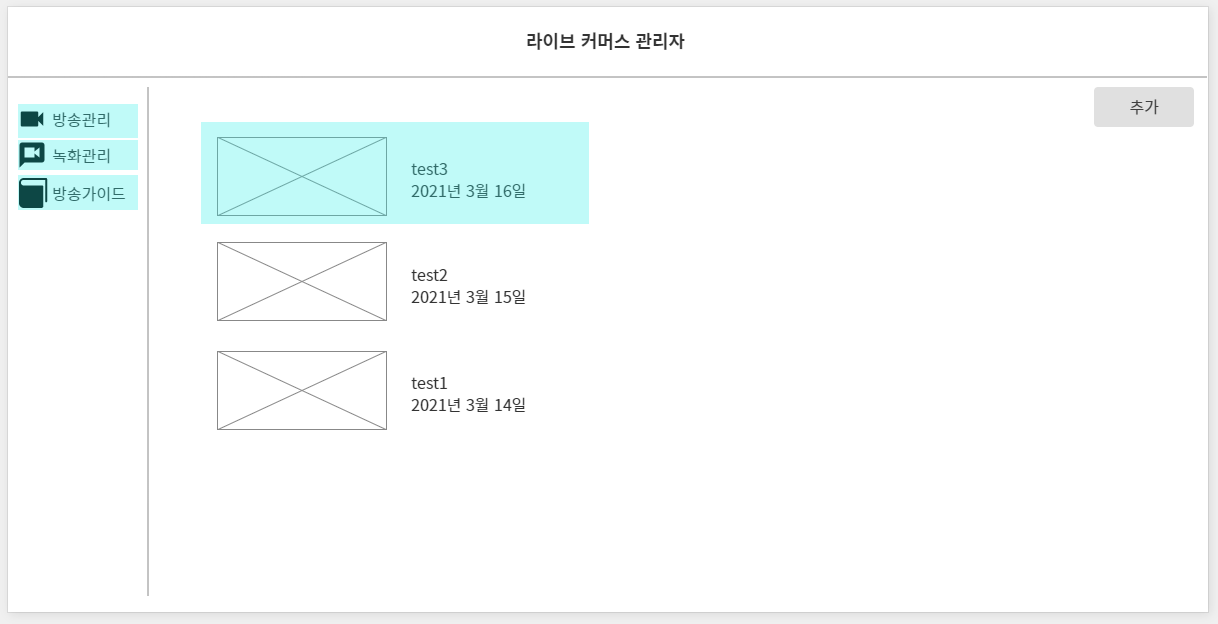 라이브 커머스 관리자
추가
방송관리
녹화관리
방송가이드
test3
2021년 3월 16일
test2
2021년 3월 15일
test1
2021년 3월 14일